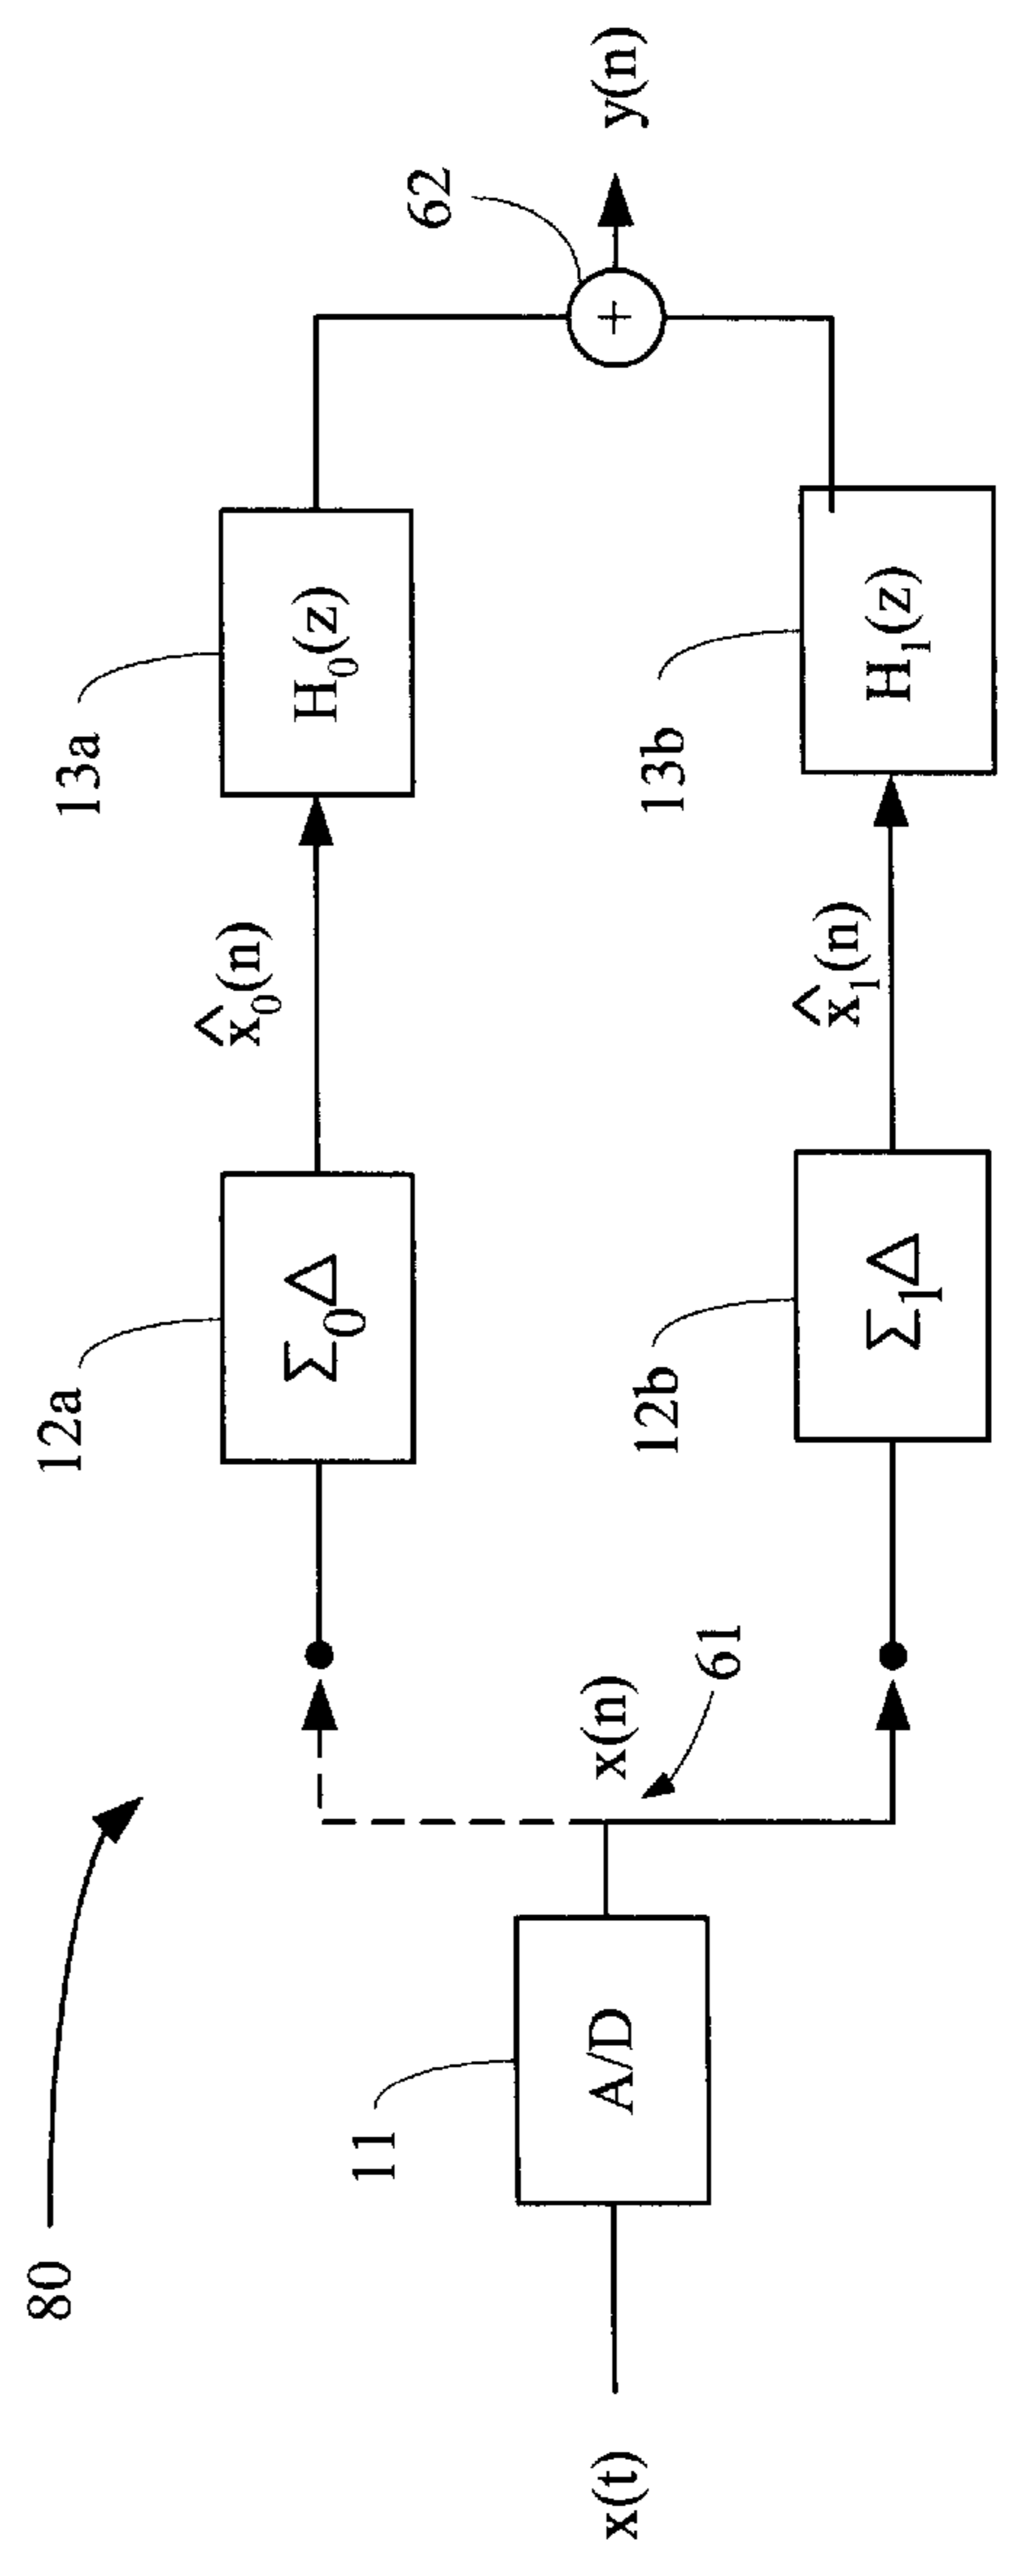 80
x(t)
11
A/D
x(n)
61
12a
Σ₀Δ
x̂₀(n)
13a
H₀(z)
12b
Σ₁Δ
x̂₁(n)
13b
H₁(z)
62
+
y(n)